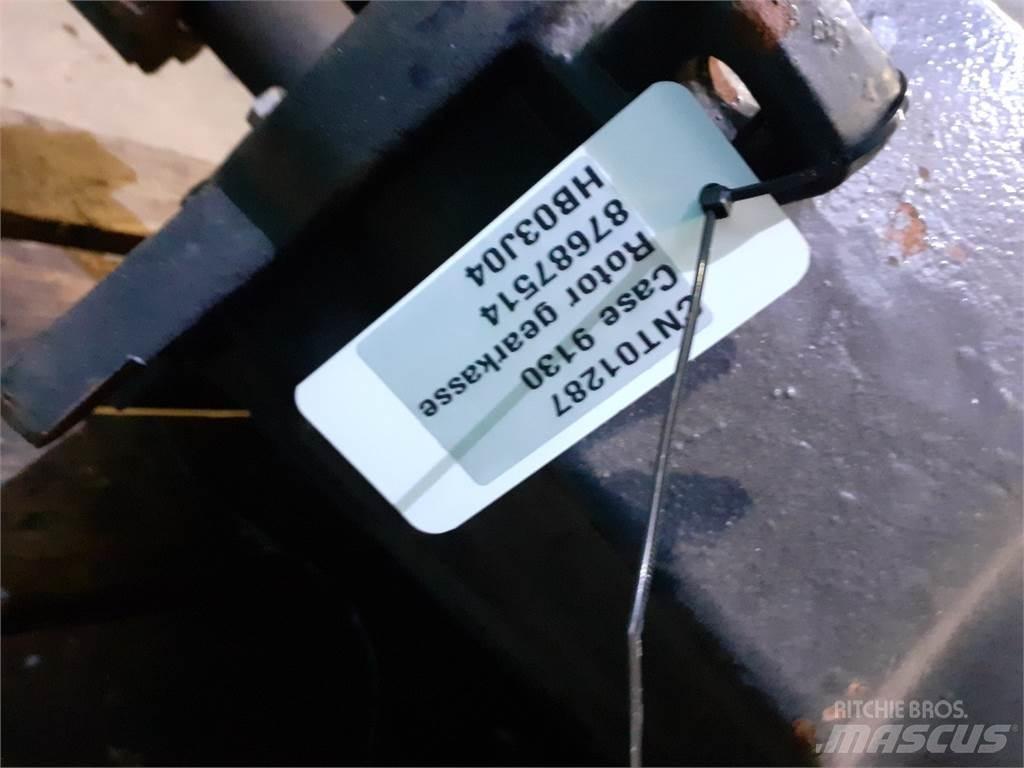 CNT01287
Case 9130
Rotor gearkasse
87687514
HB03J04
RITCHIE BROS.
MASCUS